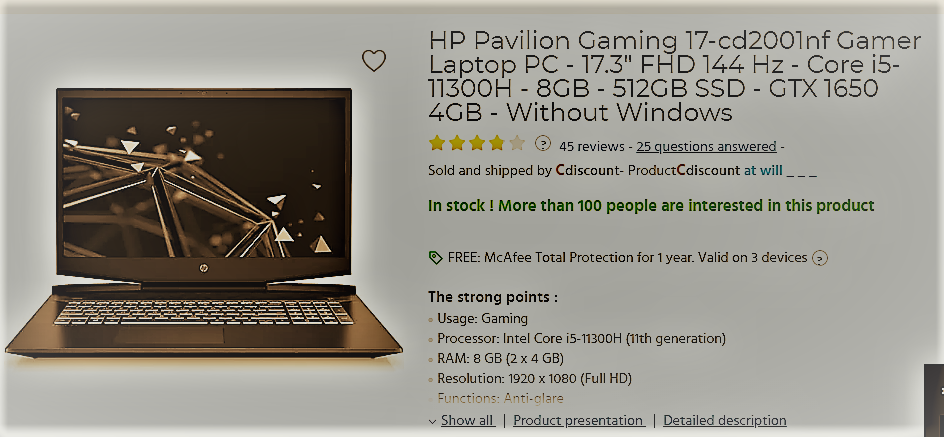 HP Pavilion Gaming 17-cd2001nf Gamer
Laptop PC - 17.3" FHD 144 Hz - Core i5-
11300H - 8GB - 512GB SSD - GTX 1650
4GB - Without Windows
? 45 reviews - 25 questions answered -
Sold and shipped by Cdiscount- ProductCdiscount at will _ _ _
In stock ! More than 100 people are interested in this product
FREE: McAfee Total Protection for 1 year. Valid on 3 devices ?
The strong points :
Usage: Gaming
Processor: Intel Core i5-11300H (11th generation)
RAM: 8 GB (2 x 4 GB)
Resolution: 1920 x 1080 (Full HD)
Functions: Anti-glare
Show all | Product presentation | Detailed description
hp